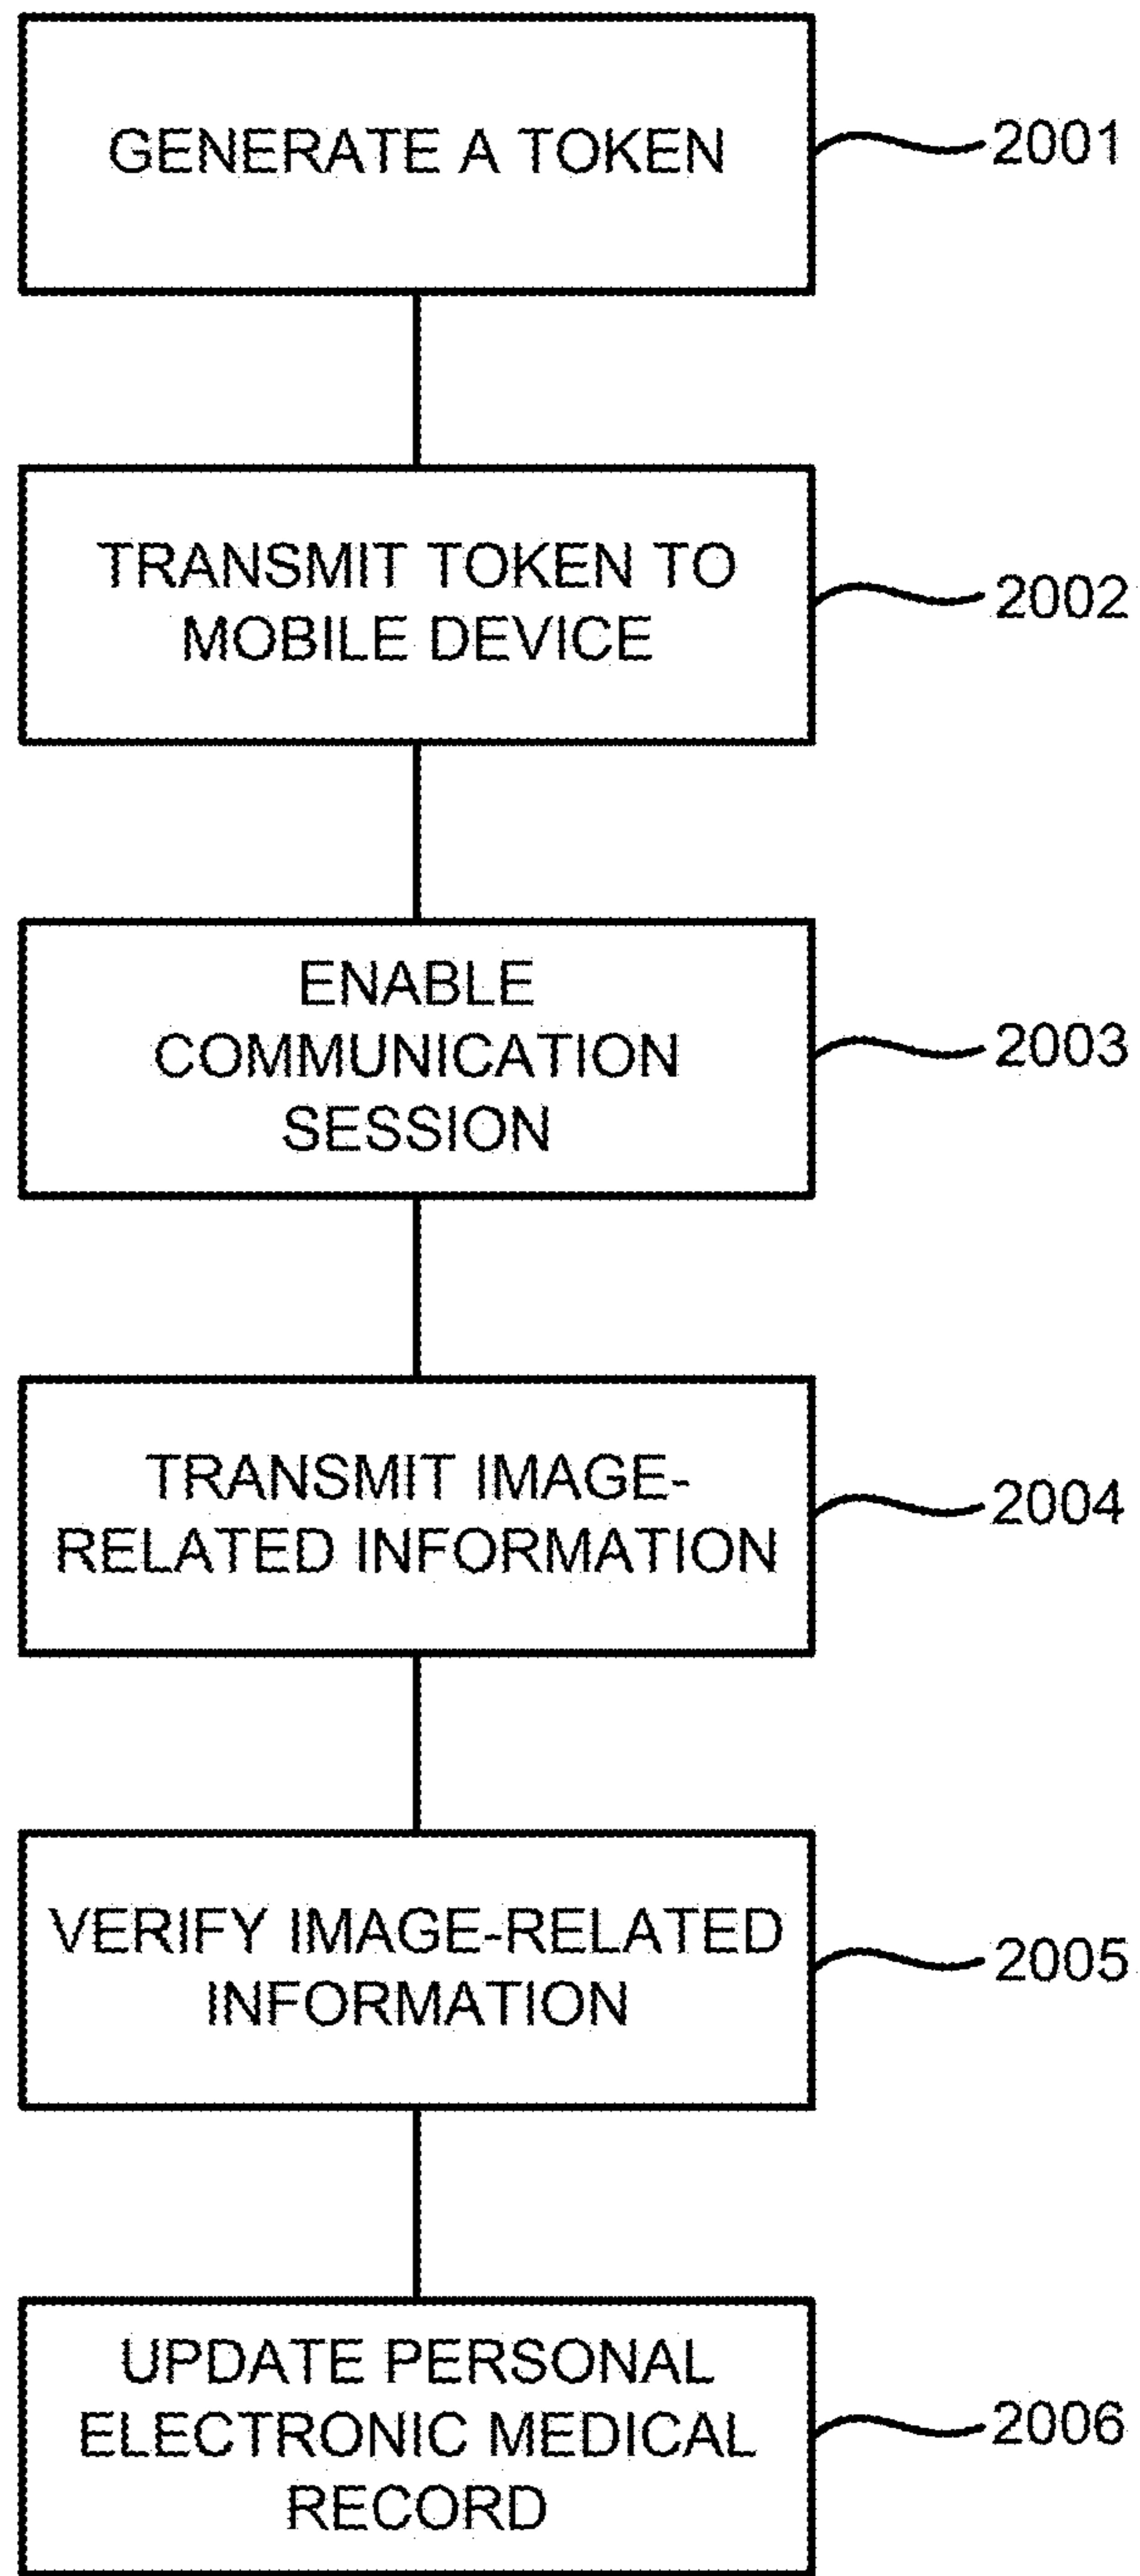 GENERATE A TOKEN
2001
TRANSMIT TOKEN TO
MOBILE DEVICE
2002
ENABLE
COMMUNICATION
SESSION
2003
TRANSMIT IMAGE-
RELATED INFORMATION
2004
VERIFY IMAGE-RELATED
INFORMATION
2005
UPDATE PERSONAL
ELECTRONIC MEDICAL
RECORD
2006